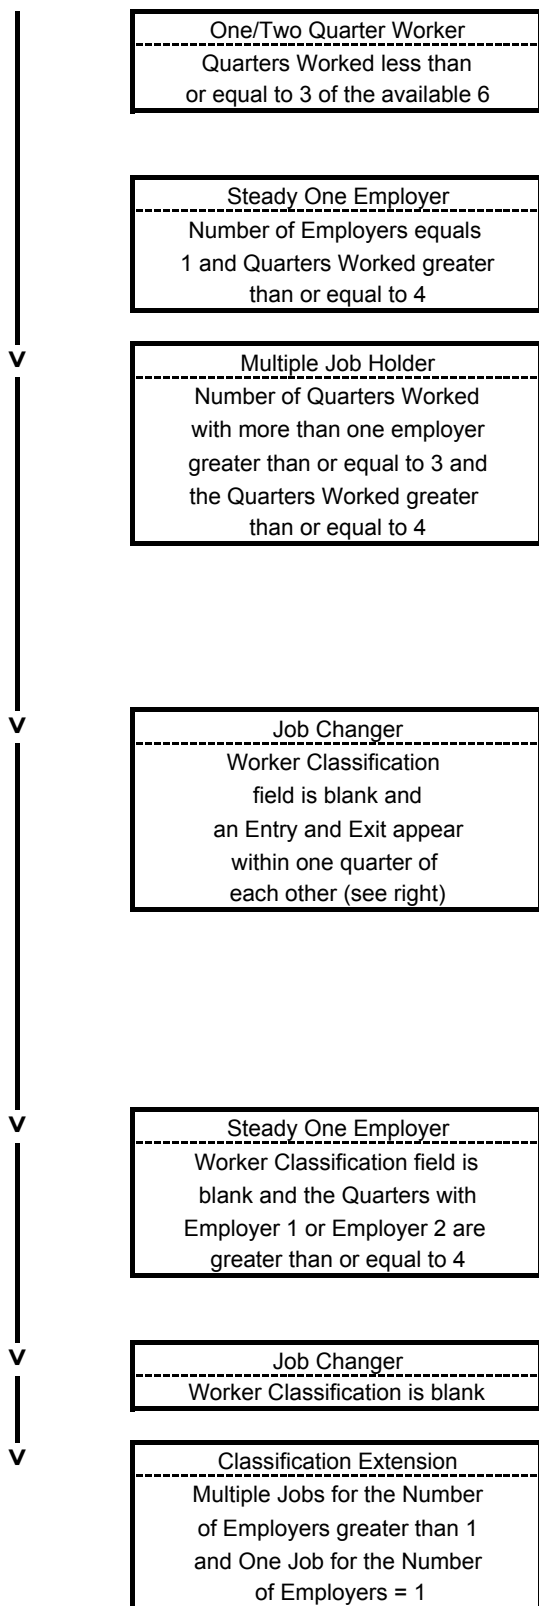 One/Two Quarter Worker
Quarters Worked less than
or equal to 3 of the available 6
Steady One Employer
Number of Employers equals
1 and Quarters Worked greater
than or equal to 4
v
Multiple Job Holder
Number of Quarters Worked
with more than one employer
greater than or equal to 3 and
the Quarters Worked greater
than or equal to 4
v
Job Changer
Worker Classification
field is blank and
an Entry and Exit appear
within one quarter of
each other (see right)
v
Steady One Employer
Worker Classification field is
blank and the Quarters with
Employer 1 or Employer 2 are
greater than or equal to 4
v
Job Changer
Worker Classification is blank
v
Classification Extension
Multiple Jobs for the Number
of Employers greater than 1
and One Job for the Number
of Employers = 1